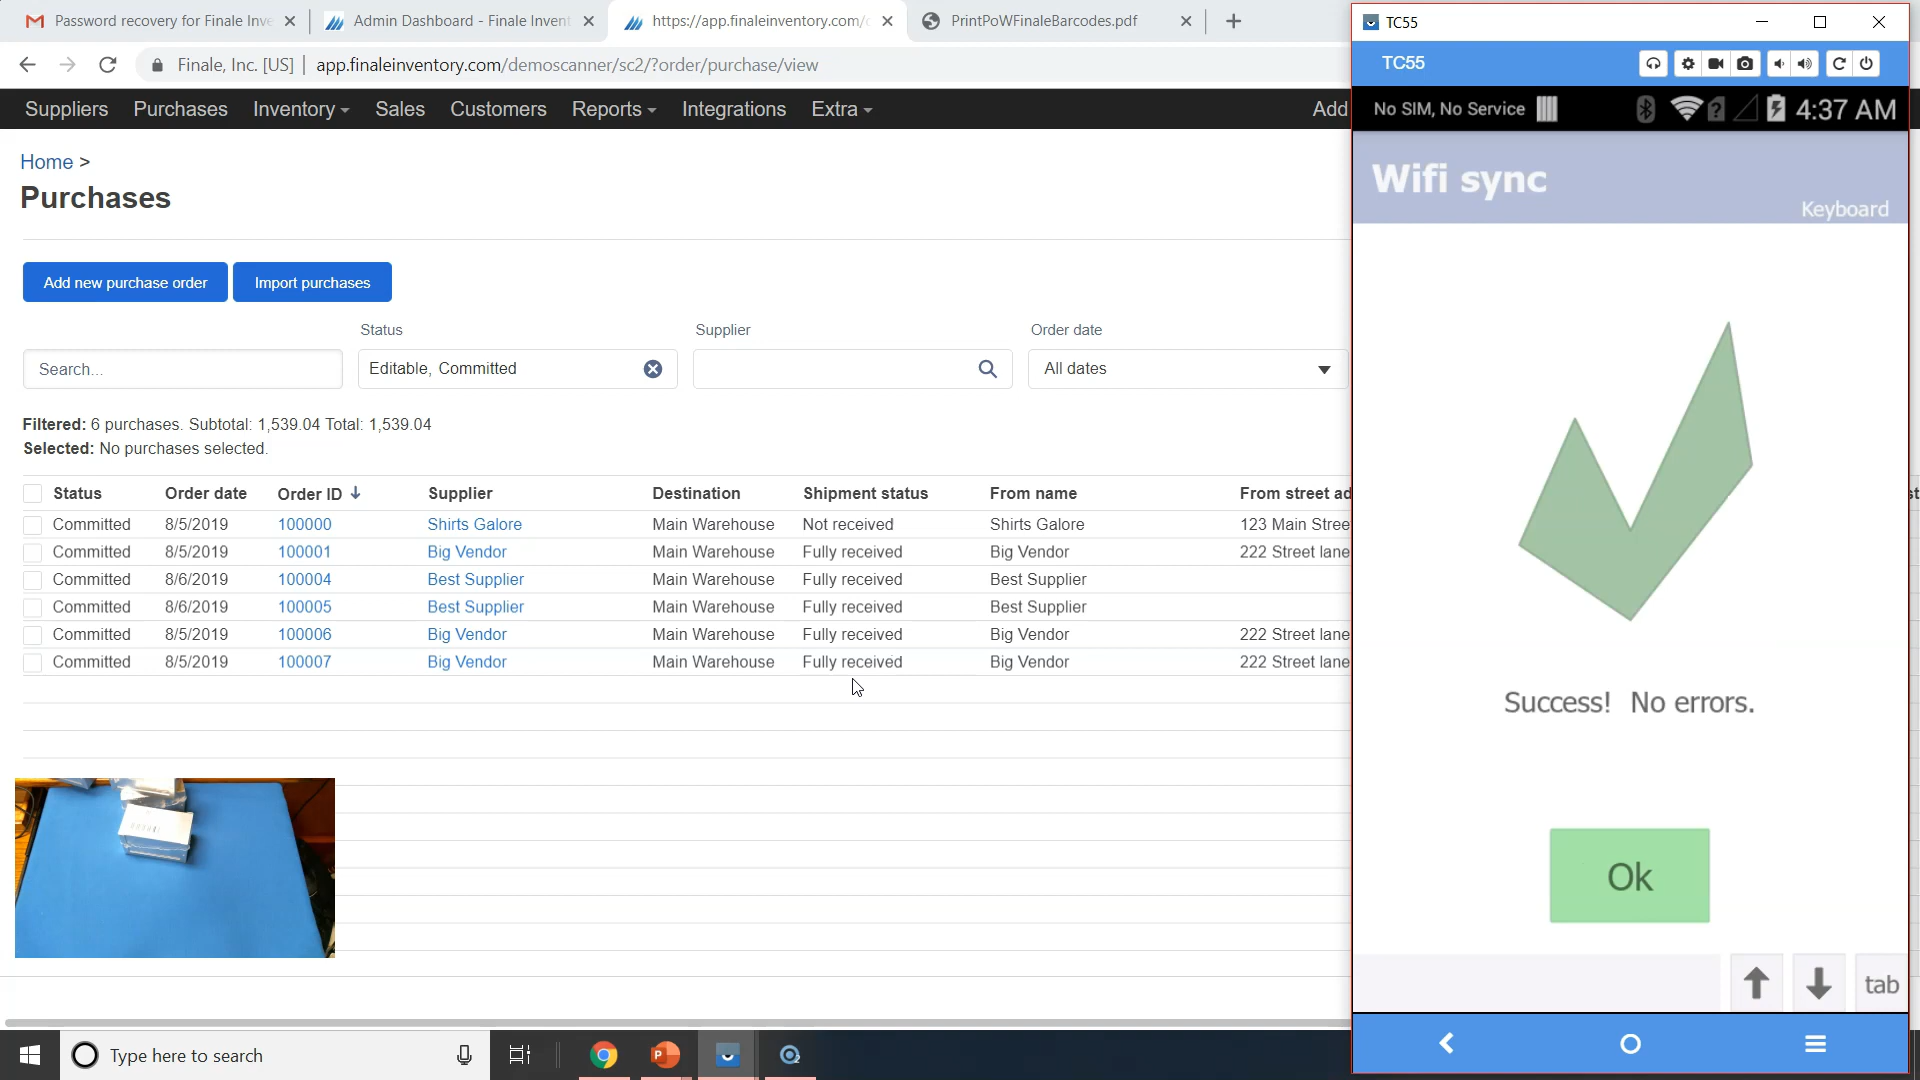 Password recovery for Finale Inve
Admin Dashboard - Finale Invent
https://app.finaleinventory.com/
PrintPoWFinaleBarcodes.pdf
TC55
Finale, Inc. [US] | app.finaleinventory.com/demoscanner/sc2/?order/purchase/view
TC55
Suppliers Purchases Inventory Sales Customers Reports Integrations Extra Add
No SIM, No Service 4:37 AM
Home >
Purchases
Wifi sync
Keyboard
Add new purchase order Import purchases
Status Supplier Order date
Search... Editable, Committed All dates
Filtered: 6 purchases. Subtotal: 1,539.04 Total: 1,539.04
Selected: No purchases selected.
Status Order date Order ID Supplier Destination Shipment status From name From street ad
Committed 8/5/2019 100000 Shirts Galore Main Warehouse Not received Shirts Galore 123 Main Stree
Committed 8/5/2019 100001 Big Vendor Main Warehouse Fully received Big Vendor 222 Street lane
Committed 8/6/2019 100004 Best Supplier Main Warehouse Fully received Best Supplier
Committed 8/6/2019 100005 Best Supplier Main Warehouse Fully received Best Supplier
Committed 8/5/2019 100006 Big Vendor Main Warehouse Fully received Big Vendor 222 Street lane
Committed 8/5/2019 100007 Big Vendor Main Warehouse Fully received Big Vendor 222 Street lane
Success! No errors.
Ok
tab
Type here to search